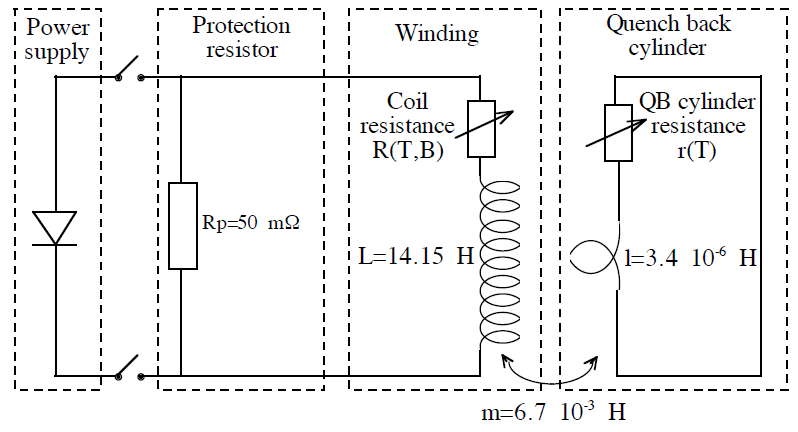 Power
supply
Protection
resistor
Winding
Quench back
cylinder
Coil
resistance
R(T,B)
QB cylinder
resistance
r(T)
Rp=50 mΩ
L=14.15 H
l=3.4 10⁻⁶ H
m=6.7 10⁻³ H